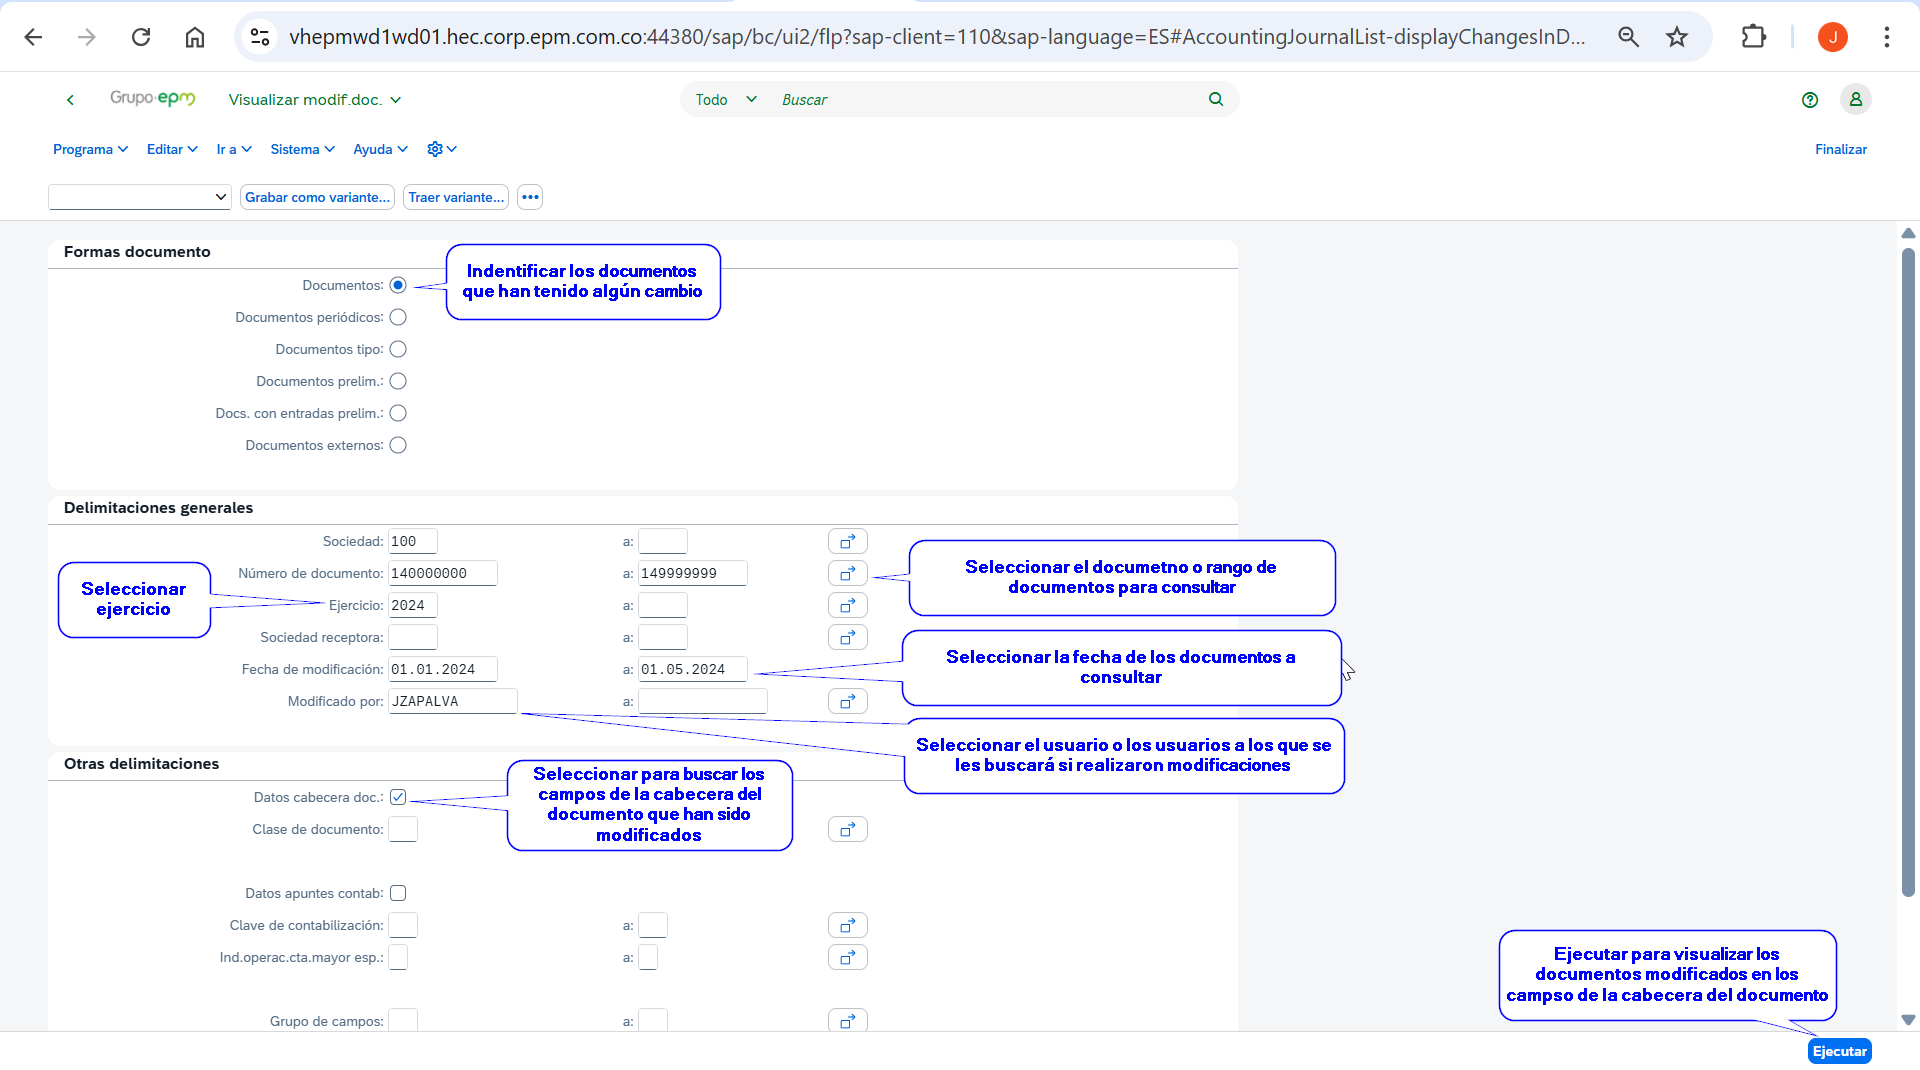 vhepmwd1wd01.hec.corp.epm.com.co:44380/sap/bc/ui2/flp?sap-client=110&sap-language=ES#AccountingJournalList-displayChangesInD...
J
Grupo·epm
Visualizar modif.doc.
Todo
Buscar
Programa
Editar
Ir a
Sistema
Ayuda
Finalizar
Grabar como variante...
Traer variante...
Formas documento
Documentos:
Indentificar los documentos
que han tenido algún cambio
Documentos periódicos:
Documentos tipo:
Documentos prelim.:
Docs. con entradas prelim.:
Documentos externos:
Delimitaciones generales
Sociedad: 100 a:
Número de documento: 140000000 a: 149999999
Seleccionar el documetno o rango de
documentos para consultar
Seleccionar
ejercicio
Ejercicio: 2024 a:
Sociedad receptora: a:
Fecha de modificación: 01.01.2024 a: 01.05.2024
Seleccionar la fecha de los documentos a
consultar
Modificado por: JZAPALVA a:
Seleccionar el usuario o los usuarios a los que se
les buscará si realizaron modificaciones
Otras delimitaciones
Datos cabecera doc.:
Seleccionar para buscar los
campos de la cabecera del
documento que han sido
modificados
Clase de documento:
Datos apuntes contab:
Clave de contabilización: a:
Ind.operac.cta.mayor esp.: a:
Grupo de campos: a:
Ejecutar para visualizar los
documentos modificados en los
campso de la cabecera del documento
Ejecutar